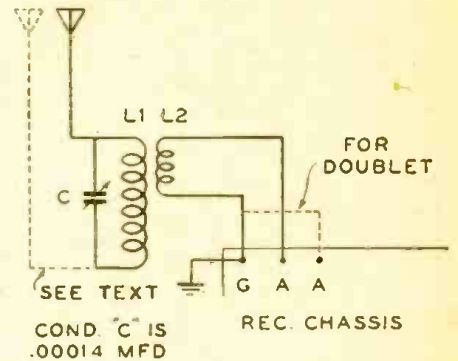 L1 L2
FOR
DOUBLET
C
SEE TEXT
G A A
COND. "C" IS
.00014 MFD
REC. CHASSIS